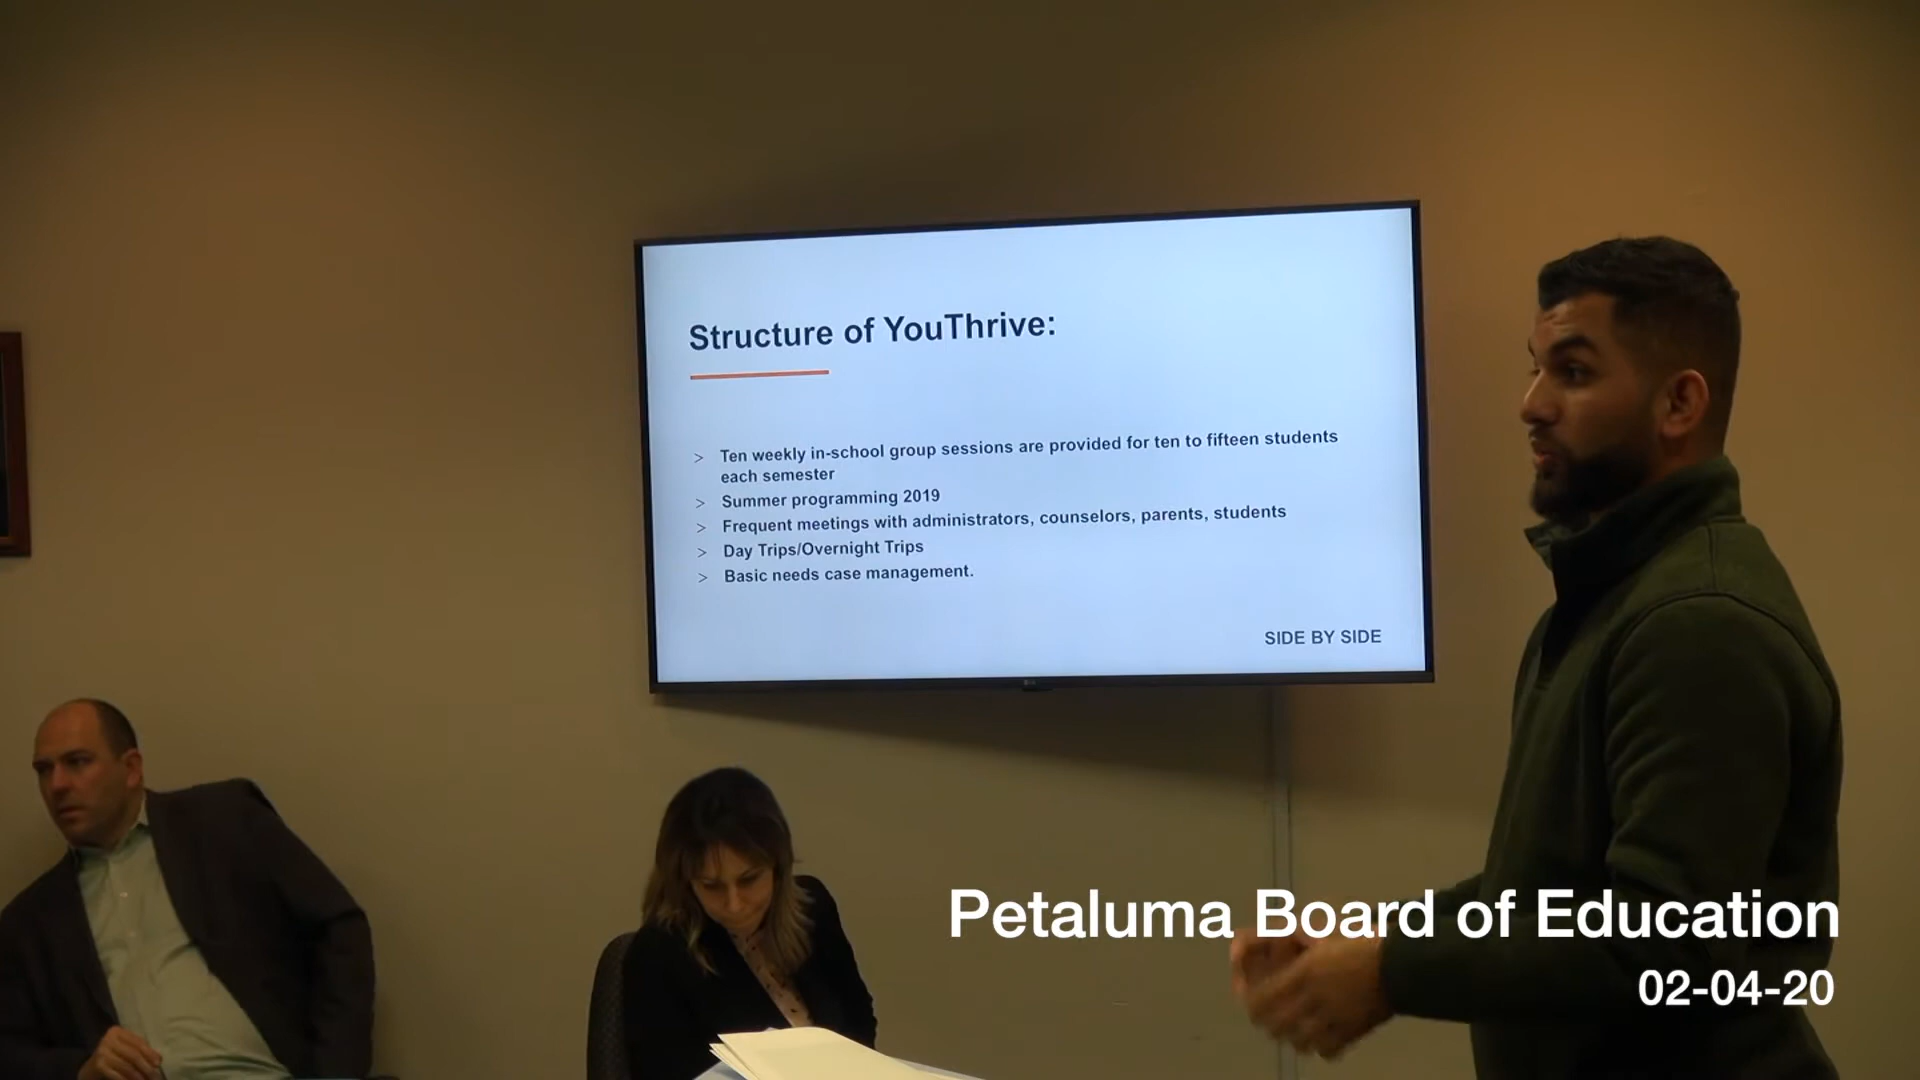 Structure of YouThrive:
> Ten weekly in-school group sessions are provided for ten to fifteen students
each semester
> Summer programming 2019
> Frequent meetings with administrators, counselors, parents, students
> Day Trips/Overnight Trips
> Basic needs case management.
SIDE BY SIDE
Petaluma Board of Education
02-04-20